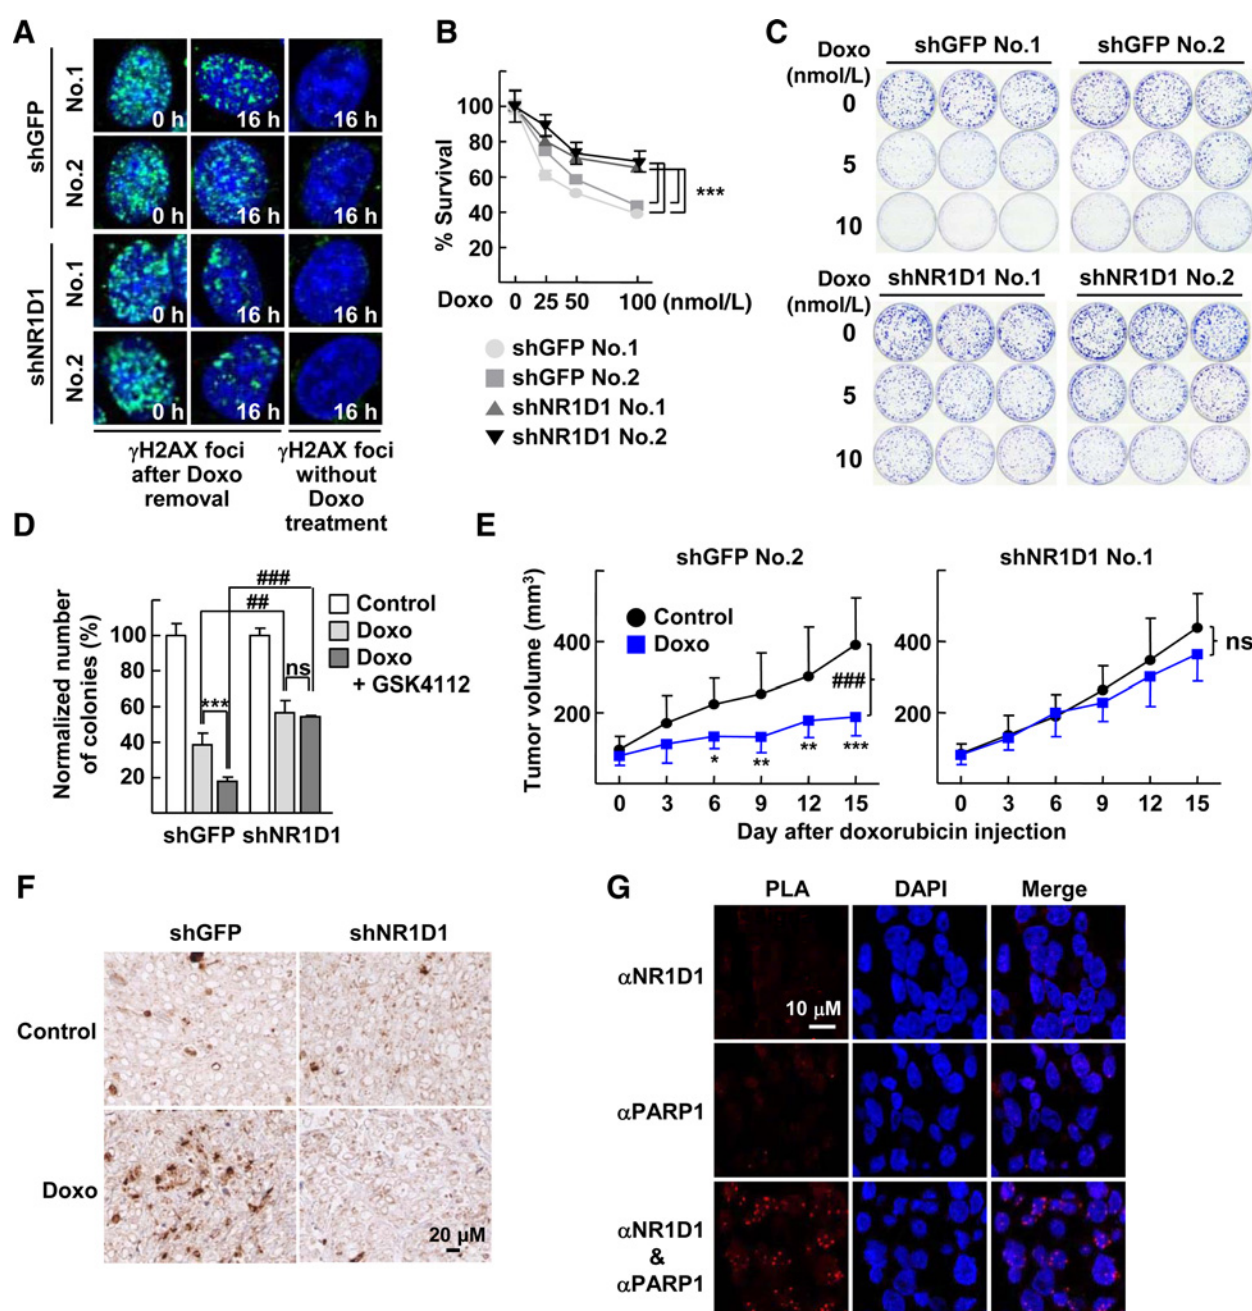 A
shGFP
No.1
0 h
16 h
16 h
No.2
0 h
16 h
16 h
shNR1D1
No.1
0 h
16 h
16 h
No.2
0 h
16 h
16 h
γH2AX foci
after Doxo
removal
γH2AX foci
without
Doxo
treatment
B
% Survival
100
80
60
40
20
***
Doxo
0 25 50 100 (nmol/L)
shGFP No.1
shGFP No.2
shNR1D1 No.1
shNR1D1 No.2
C
Doxo
(nmol/L)
shGFP No.1
shGFP No.2
0
5
10
Doxo
(nmol/L)
shNR1D1 No.1
shNR1D1 No.2
0
5
10
D
Normalized number
of colonies (%)
100
80
60
40
20
###
##
ns
***
Control
Doxo
Doxo
+ GSK4112
shGFP
shNR1D1
E
Tumor volume (mm³)
shGFP No.2
400
200
Control
Doxo
###
*
**
**
***
0 3 6 9 12 15
shNR1D1 No.1
400
200
ns
0 3 6 9 12 15
Day after doxorubicin injection
F
shGFP
shNR1D1
Control
Doxo
20 μM
G
PLA
DAPI
Merge
αNR1D1
10 μM
αPARP1
αNR1D1
&
αPARP1